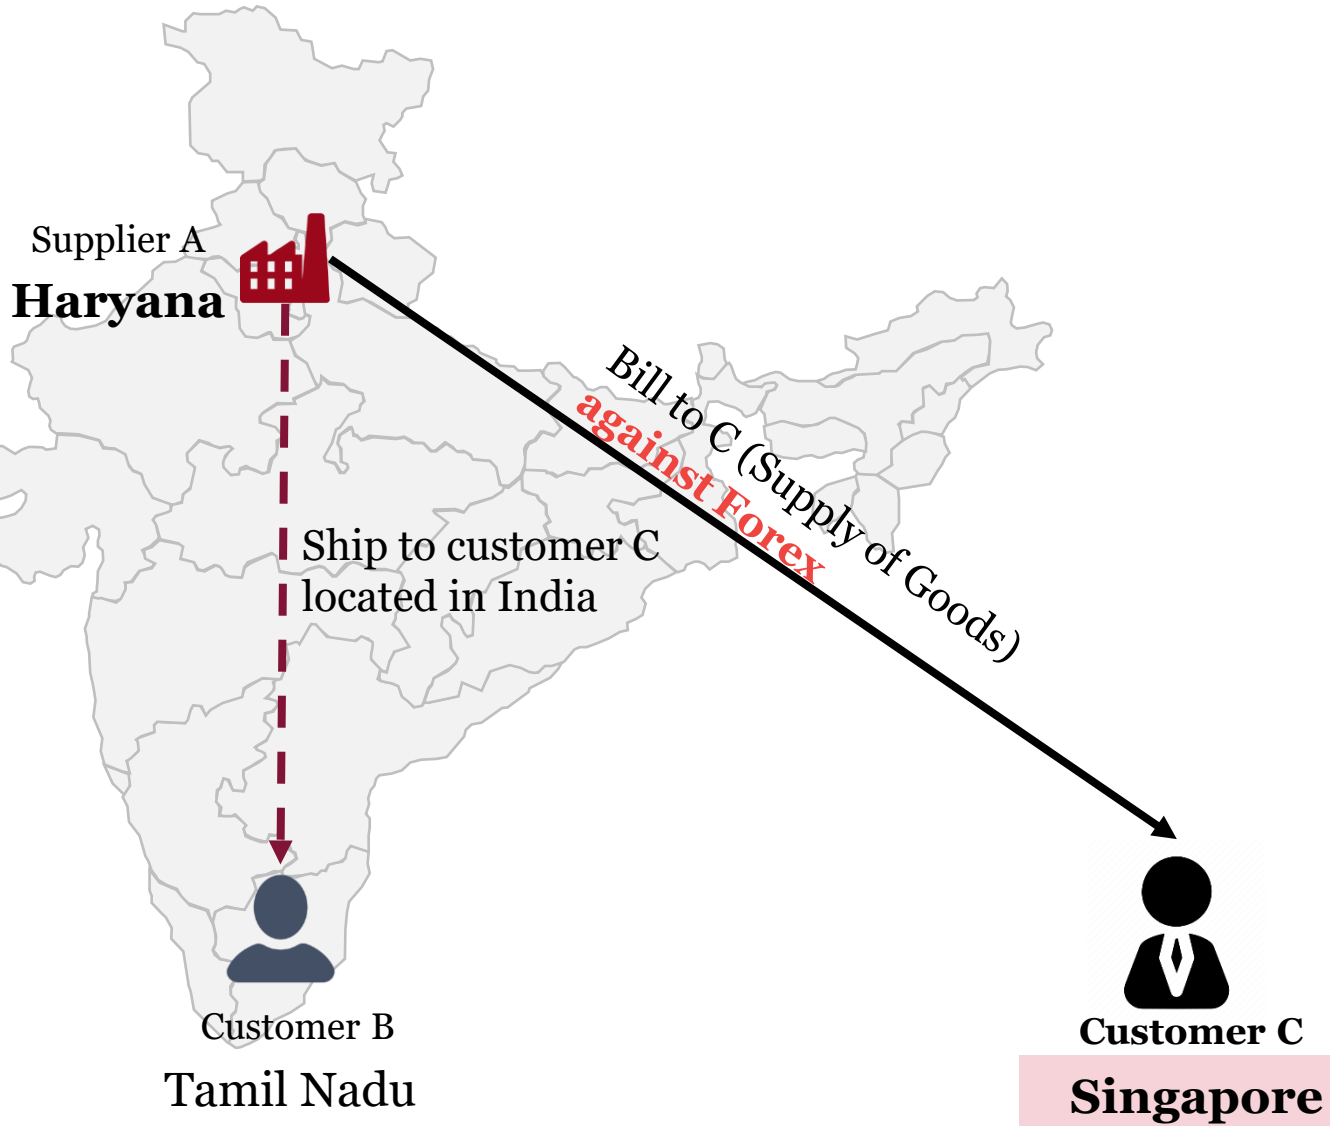 Supplier A
Haryana
Bill to C (Supply of Goods)
against Forex
Ship to customer C
located in India
Customer B
Tamil Nadu
Customer C
Singapore